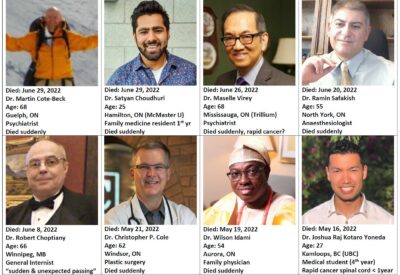 Died: June 29, 2022
Dr. Martin Cote-Beck
Age: 68
Guelph, ON
Psychiatrist
Died suddenly
Died: June 29, 2022
Dr. Satyan Choudhuri
Age: 25
Hamilton, ON (McMaster U)
Family medicine resident 1st yr
Died suddenly
Died: June 26, 2022
Dr. Maselle Virey
Age: 68
Mississauga, ON (Trillium)
Psychiatrist
Died suddenly, rapid cancer?
Died: June 20, 2022
Dr. Ramin Safakish
Age: 55
North York, ON
Anaesthesiologist
Died suddenly
Died: June 8, 2022
Dr. Robert Choptiany
Age: 66
Winnipeg, MB
General Internist
"sudden & unexpected passing"
Died: May 21, 2022
Dr. Christopher P. Cole
Age: 62
Windsor, ON
Plastic surgery
Died suddenly
Died: May 19, 2022
Dr. Wilson Idami
Age: 54
Aurora, ON
Family physician
Died suddenly
Died: May 16, 2022
Dr. Joshua Raj Kotaro Yoneda
Age: 27
Kamloops, BC (UBC)
Medical student (4th year)
Rapid cancer spinal cord < 1year